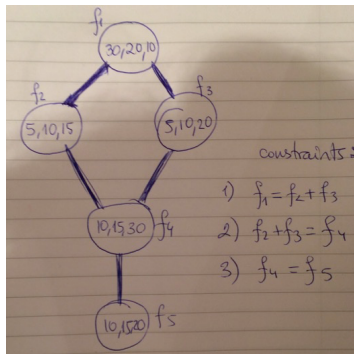 f1
30,20,10
f2
f3
5,10,15
5,10,20
constraints:
1) f1 = f2 + f3
10,15,30 f4
2) f2 + f3 = f4
3) f4 = f5
10,15,20 f5